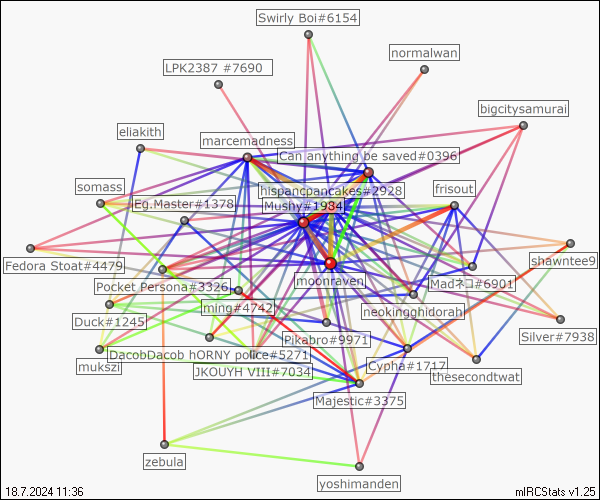 Swirly Boi#6154
normalwan
LPK2387 #7690
bigcitysamurai
eliakith
marcemadness
Can anything be saved#0396
somass
hispancpancakes#2928
frisout
Eg.Master#1378
Mushy#1984
Fedora Stoat#4479
shawntee9
Pocket Persona#3326
moonraven
Madネコ#6901
Duck#1245
ming#4742
neokingghidorah
Silver#7938
Pikabro#9971
DacobDacob hORNY police#5271
mukszi
JKOUYH VIII#7034
Cypha#1717
thesecondtwat
Majestic#3375
zebula
yoshimanden
18.7.2024 11:36
mIRCStats v1.25